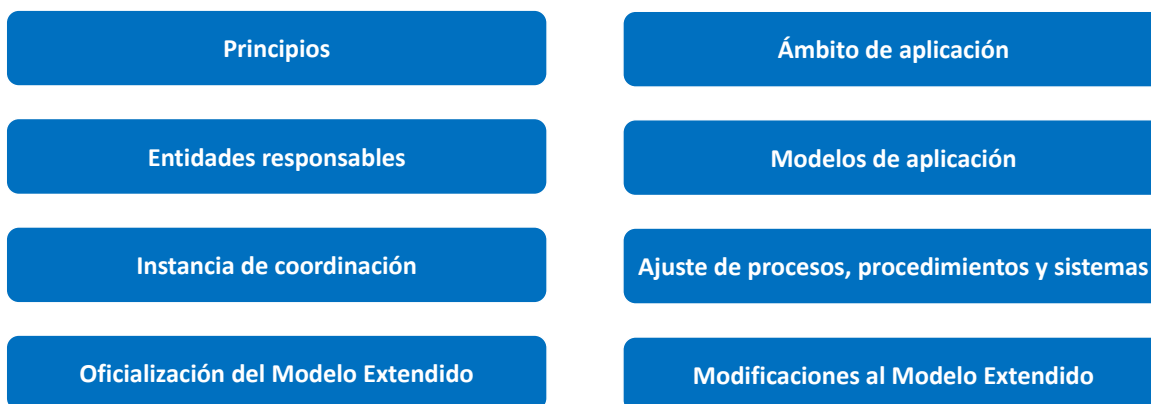 Principios
Ámbito de aplicación
Entidades responsables
Modelos de aplicación
Instancia de coordinación
Ajuste de procesos, procedimientos y sistemas
Oficialización del Modelo Extendido
Modificaciones al Modelo Extendido